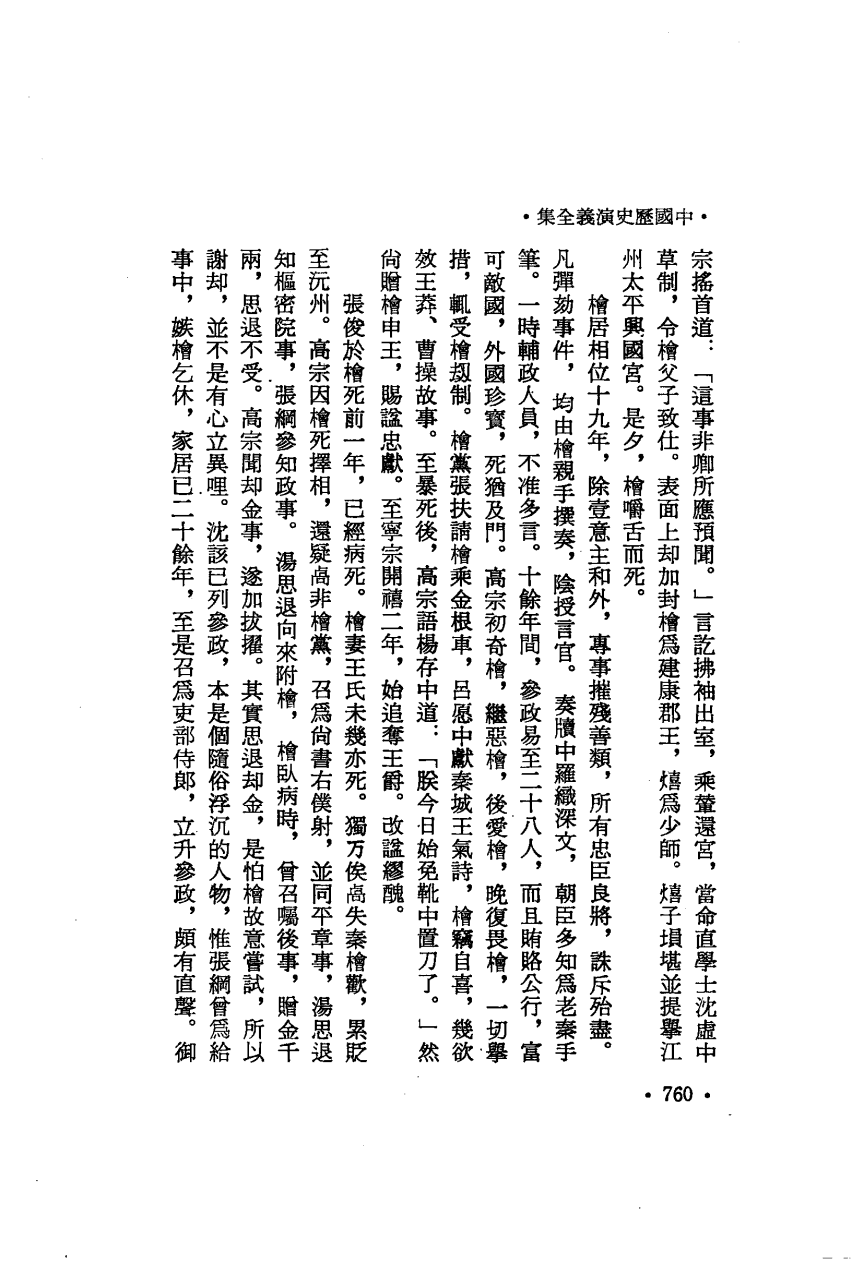 •中國歷史演義全集•
宗搖首道：「這事非卿所應預聞。」言訖拂袖出室，乘輦還宮，當命直學士沈虛中
草制，令檜父子致仕。表面上却加封檜爲建康郡王，熺爲少師。熺子塤堪並提舉江
州太平興國宮。是夕，檜嚼舌而死。
檜居相位十九年，除壹意主和外，專事摧殘善類，所有忠臣良將，誅斥殆盡。
凡彈劾事件，均由檜親手撰奏，陰授言官。奏牘中羅織深文，朝臣多知爲老秦手
筆。一時輔政人員，不准多言。十餘年間，參政易至二十八人，而且賄賂公行，富
可敵國，外國珍寶，死猶及門。高宗初奇檜，繼惡檜，後愛檜，晚復畏檜，一切舉
措，輒受檜刼制。檜黨張扶請檜乘金根車，呂愿中獻秦城王氣詩，檜竊自喜，幾欲
效王莽、曹操故事。至暴死後，高宗語楊存中道：「朕今日始免靴中置刀了。」然
尙贈檜申王，賜諡忠獻。至寧宗開禧二年，始追奪王爵。改諡繆醜。
張俊於檜死前一年，已經病死。檜妻王氏未幾亦死。獨万俟卨失秦檜歡，累貶
至沅州。高宗因檜死擇相，還疑卨非檜黨，召爲尙書右僕射，並同平章事，湯思退
知樞密院事，張綱參知政事。湯思退向來附檜，檜臥病時，曾召囑後事，贈金千
兩，思退不受。高宗聞却金事，遂加拔擢。其實思退却金，是怕檜故意嘗試，所以
謝却，並不是有心立異哩。沈該已列參政，本是個隨俗浮沉的人物，惟張綱曾爲給
事中，嫉檜乞休，家居已二十餘年，至是召爲吏部侍郎，立升參政，頗有直聲。御
•760•